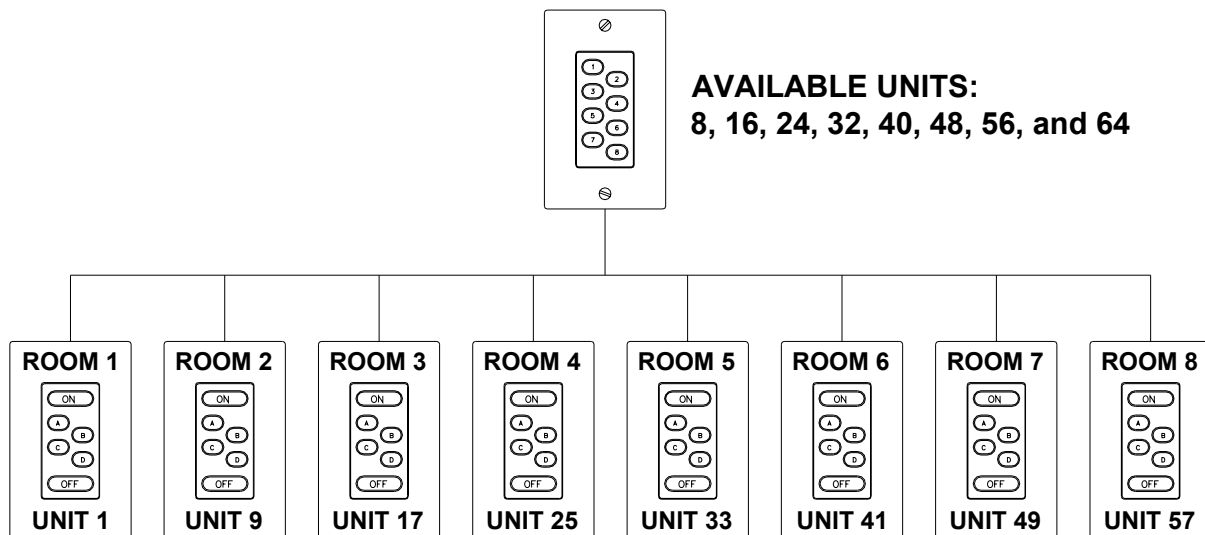 1
2
3
4
5
6
7
8
AVAILABLE UNITS:
8, 16, 24, 32, 40, 48, 56, and 64
ROOM 1
ON
A
B
C
D
OFF
UNIT 1
ROOM 2
ON
A
B
C
D
OFF
UNIT 9
ROOM 3
ON
A
B
C
D
OFF
UNIT 17
ROOM 4
ON
A
B
C
D
OFF
UNIT 25
ROOM 5
ON
A
B
C
D
OFF
UNIT 33
ROOM 6
ON
A
B
C
D
OFF
UNIT 41
ROOM 7
ON
A
B
C
D
OFF
UNIT 49
ROOM 8
ON
A
B
C
D
OFF
UNIT 57